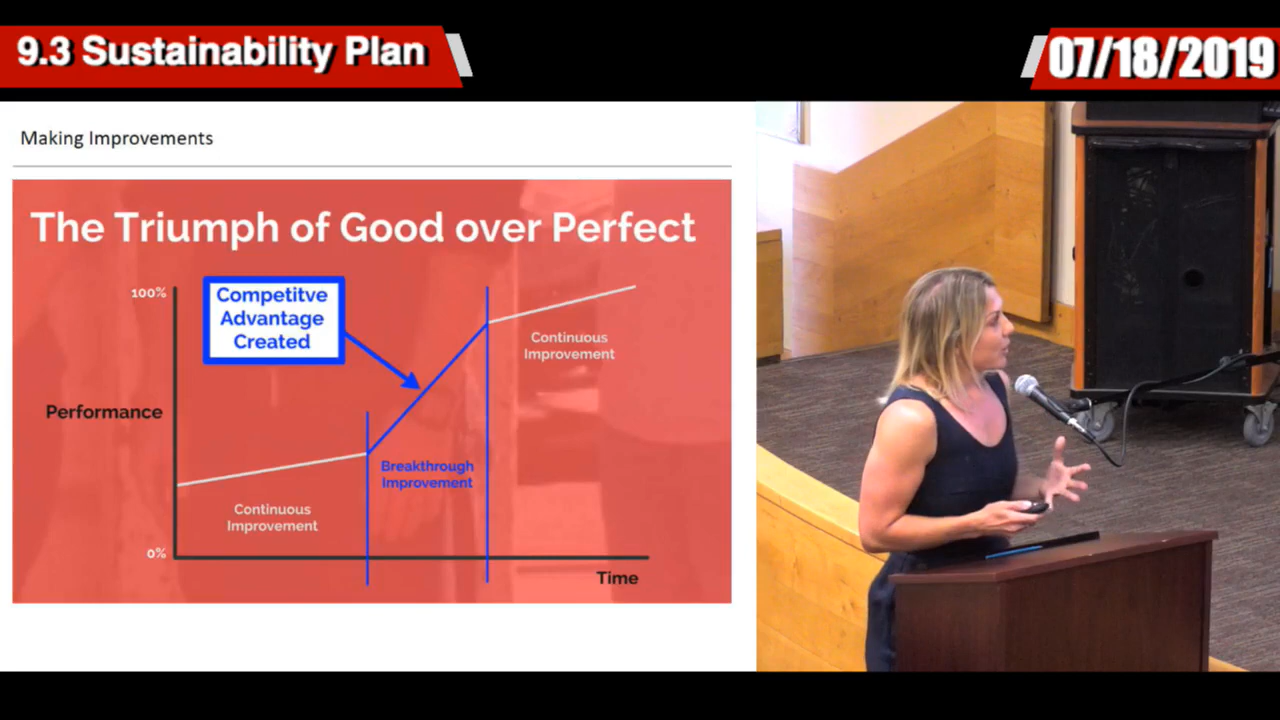 9.3 Sustainability Plan
07/18/2019
Making Improvements
The Triumph of Good over Perfect
100%
Competitve
Advantage
Created
Continuous
Improvement
Performance
Breakthrough
Improvement
Continuous
Improvement
0%
Time